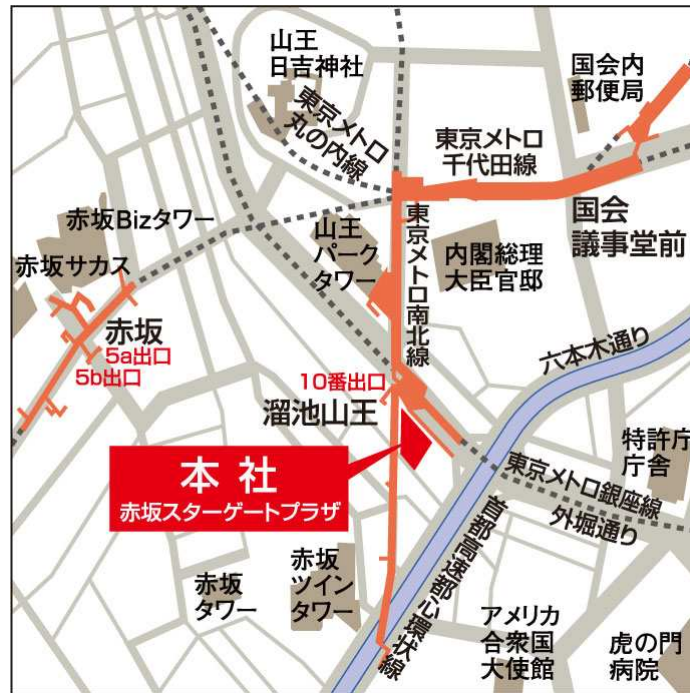 山王
日吉神社
東京メトロ
丸の内線
国会内
郵便局
東京メトロ
千代田線
国会
議事堂前
赤坂Bizタワー
赤坂サカス
山王
パーク
タワー
東京メトロ南北線
内閣総理
大臣官邸
赤坂
5a出口
5b出口
六本木通り
10番出口
溜池山王
本社
赤坂スターゲートプラザ
特許庁
庁舎
東京メトロ銀座線
外堀通り
首都高速都心環状線
赤坂
タワー
赤坂
ツイン
タワー
アメリカ
合衆国
大使館
虎の門
病院